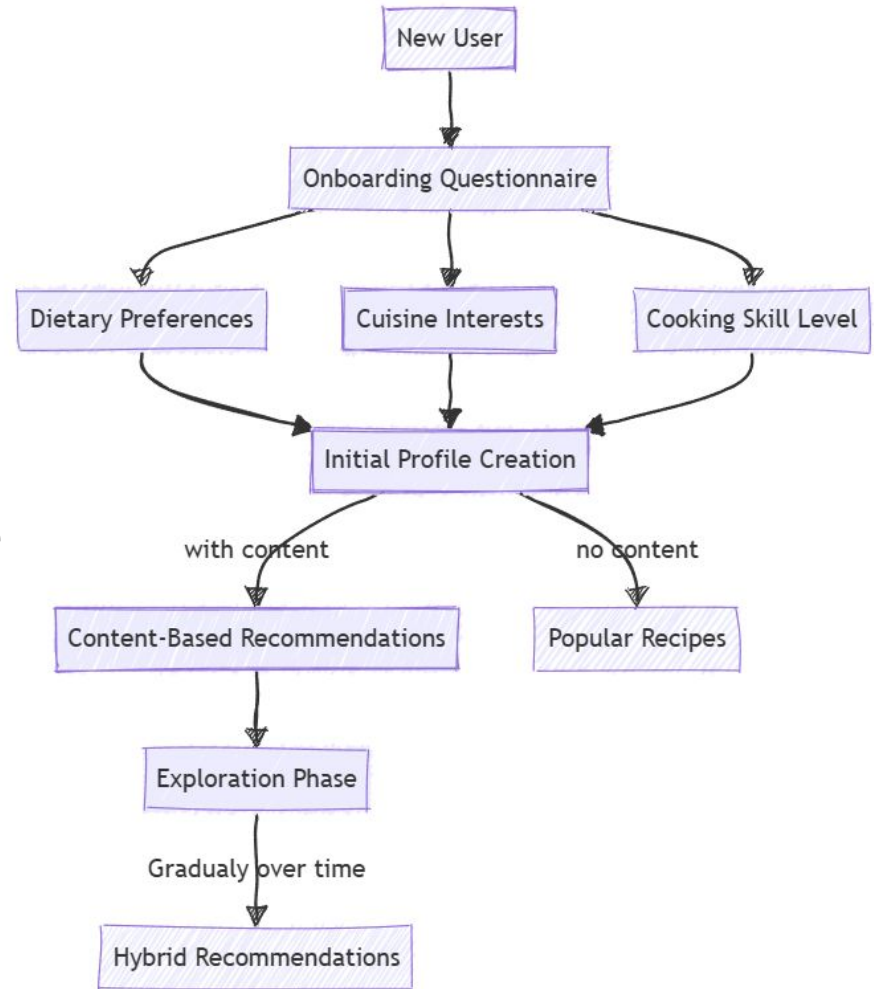 New User
Onboarding Questionnaire
Dietary Preferences
Cuisine Interests
Cooking Skill Level
Initial Profile Creation
with content
no content
Content-Based Recommendations
Popular Recipes
Exploration Phase
Gradualy over time
Hybrid Recommendations